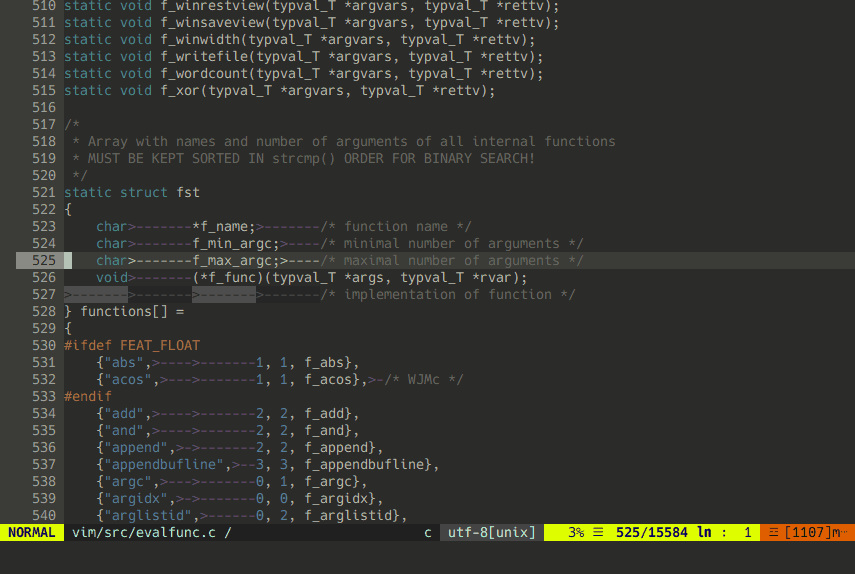 510 static void f_winrestview(typval_T *argvars, typval_T *rettv);
511 static void f_winsaveview(typval_T *argvars, typval_T *rettv);
512 static void f_winwidth(typval_T *argvars, typval_T *rettv);
513 static void f_writefile(typval_T *argvars, typval_T *rettv);
514 static void f_wordcount(typval_T *argvars, typval_T *rettv);
515 static void f_xor(typval_T *argvars, typval_T *rettv);
516
517 /*
518  * Array with names and number of arguments of all internal functions
519  * MUST BE KEPT SORTED IN strcmp() ORDER FOR BINARY SEARCH!
520  */
521 static struct fst
522 {
523     char>-------*f_name;>-------/* function name */
524     char>-------f_min_argc;>----/* minimal number of arguments */
525     char>-------f_max_argc;>----/* maximal number of arguments */
526     void>-------(*f_func)(typval_T *args, typval_T *rvar);
527 >------->------->------->-------/* implementation of function */
528 } functions[] =
529 {
530 #ifdef FEAT_FLOAT
531     {"abs",>---->-------1, 1, f_abs},
532     {"acos",>--->-------1, 1, f_acos},>-/* WJMc */
533 #endif
534     {"add",>---->-------2, 2, f_add},
535     {"and",>---->-------2, 2, f_and},
536     {"append",>->-------2, 2, f_append},
537     {"appendbufline",>--3, 3, f_appendbufline},
538     {"argc",>--->-------0, 1, f_argc},
539     {"argidx",>->-------0, 0, f_argidx},
540     {"arglistid",>------0, 2, f_arglistid},
NORMAL vim/src/evalfunc.c / c utf-8[unix] 3% ☰ 525/15584 ln : 1 ☲ [1107]m…